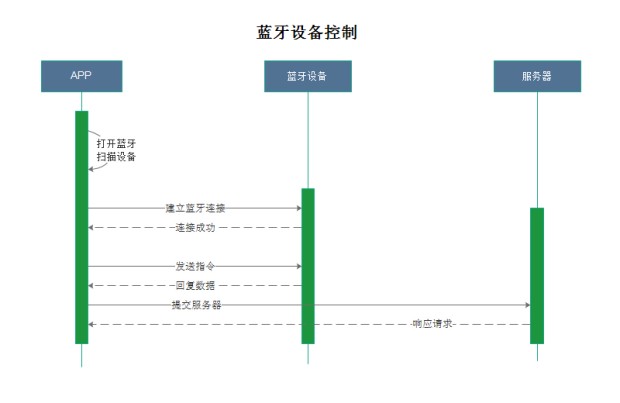 蓝牙设备控制
APP
蓝牙设备
服务器
打开蓝牙
扫描设备
建立蓝牙连接
连接成功
发送指令
回复数据
提交服务器
响应请求